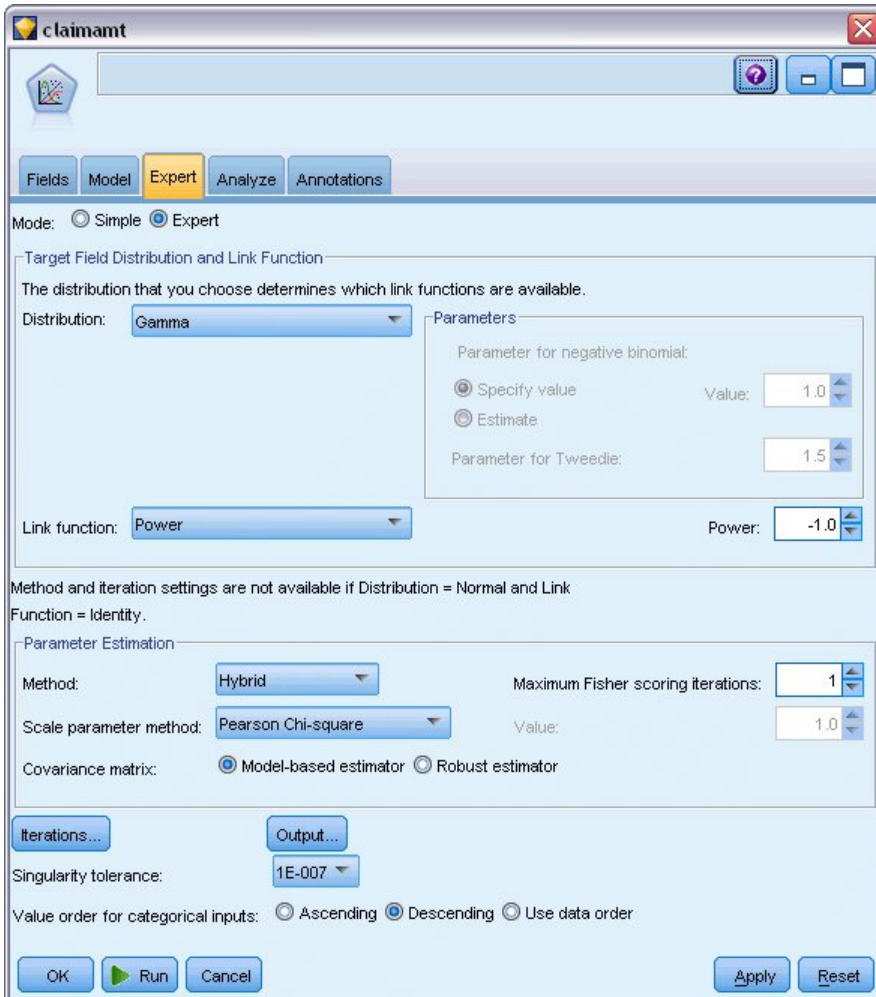 claimamt
Fields Model Expert Analyze Annotations
Mode: Simple Expert
Target Field Distribution and Link Function
The distribution that you choose determines which link functions are available.
Distribution: Gamma
Parameters
Parameter for negative binomial:
Specify value Value: 1.0
Estimate
Parameter for Tweedie: 1.5
Link function: Power Power: -1.0
Method and iteration settings are not available if Distribution = Normal and Link
Function = Identity.
Parameter Estimation
Method: Hybrid Maximum Fisher scoring iterations: 1
Scale parameter method: Pearson Chi-square Value: 1.0
Covariance matrix: Model-based estimator Robust estimator
Iterations... Output...
Singularity tolerance: 1E-007
Value order for categorical inputs: Ascending Descending Use data order
OK Run Cancel Apply Reset